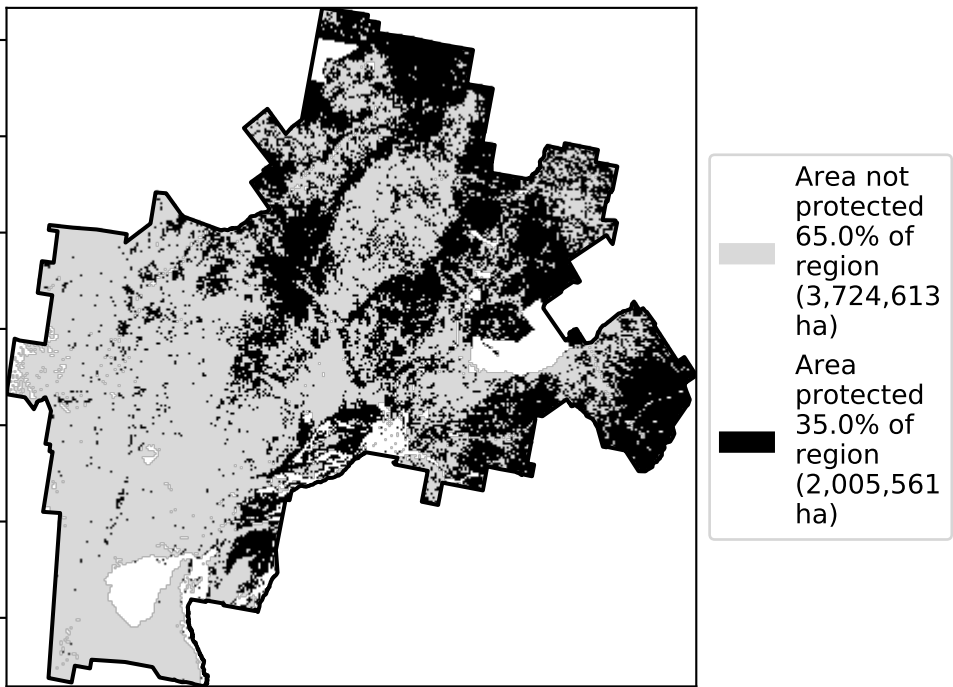 Area not
protected
65.0% of
region
(3,724,613
ha)
Area
protected
35.0% of
region
(2,005,561
ha)